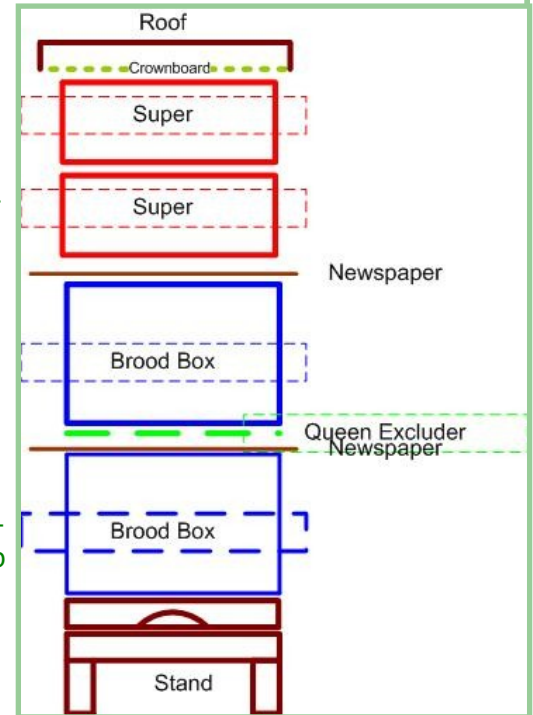 Roof
Crownboard
Super
Super
Newspaper
Brood Box
Queen Excluder
Newspaper
Brood Box
Stand